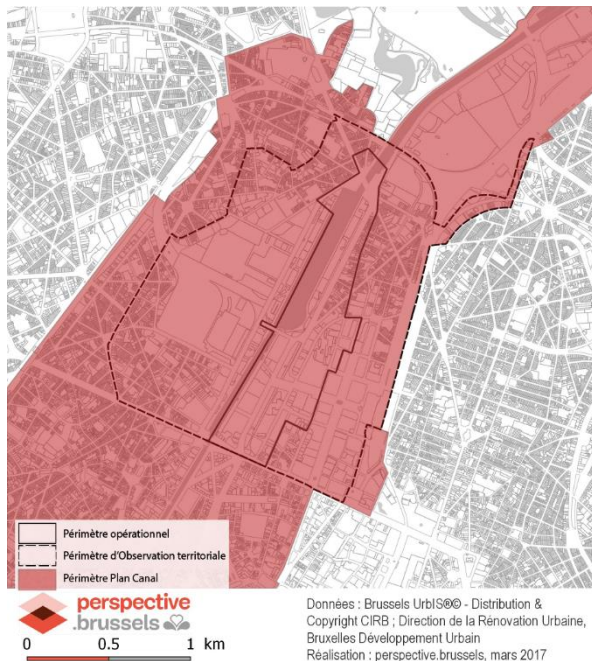 Périmètre opérationnel
Périmètre d'Observation territoriale
Périmètre Plan Canal
perspective
.brussels
0 0.5 1 km
Données : Brussels UrbIS®© - Distribution &
Copyright CIRB ; Direction de la Rénovation Urbaine,
Bruxelles Développement Urbain
Réalisation : perspective.brussels, mars 2017